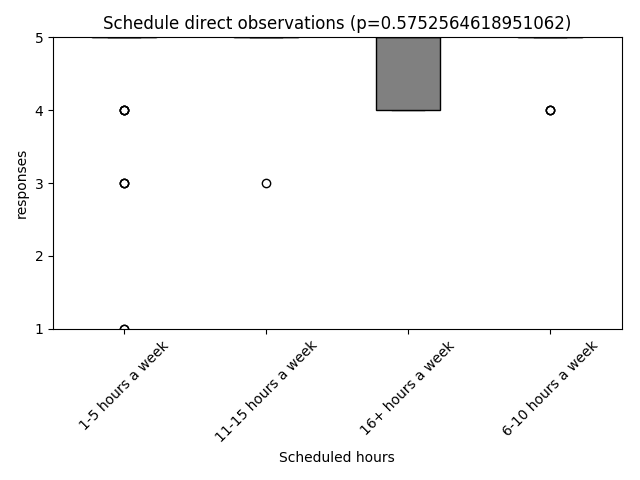 Schedule direct observations (p=0.5752564618951062)
5
4
3
2
1
responses
1-5 hours a week
11-15 hours a week
16+ hours a week
6-10 hours a week
Scheduled hours